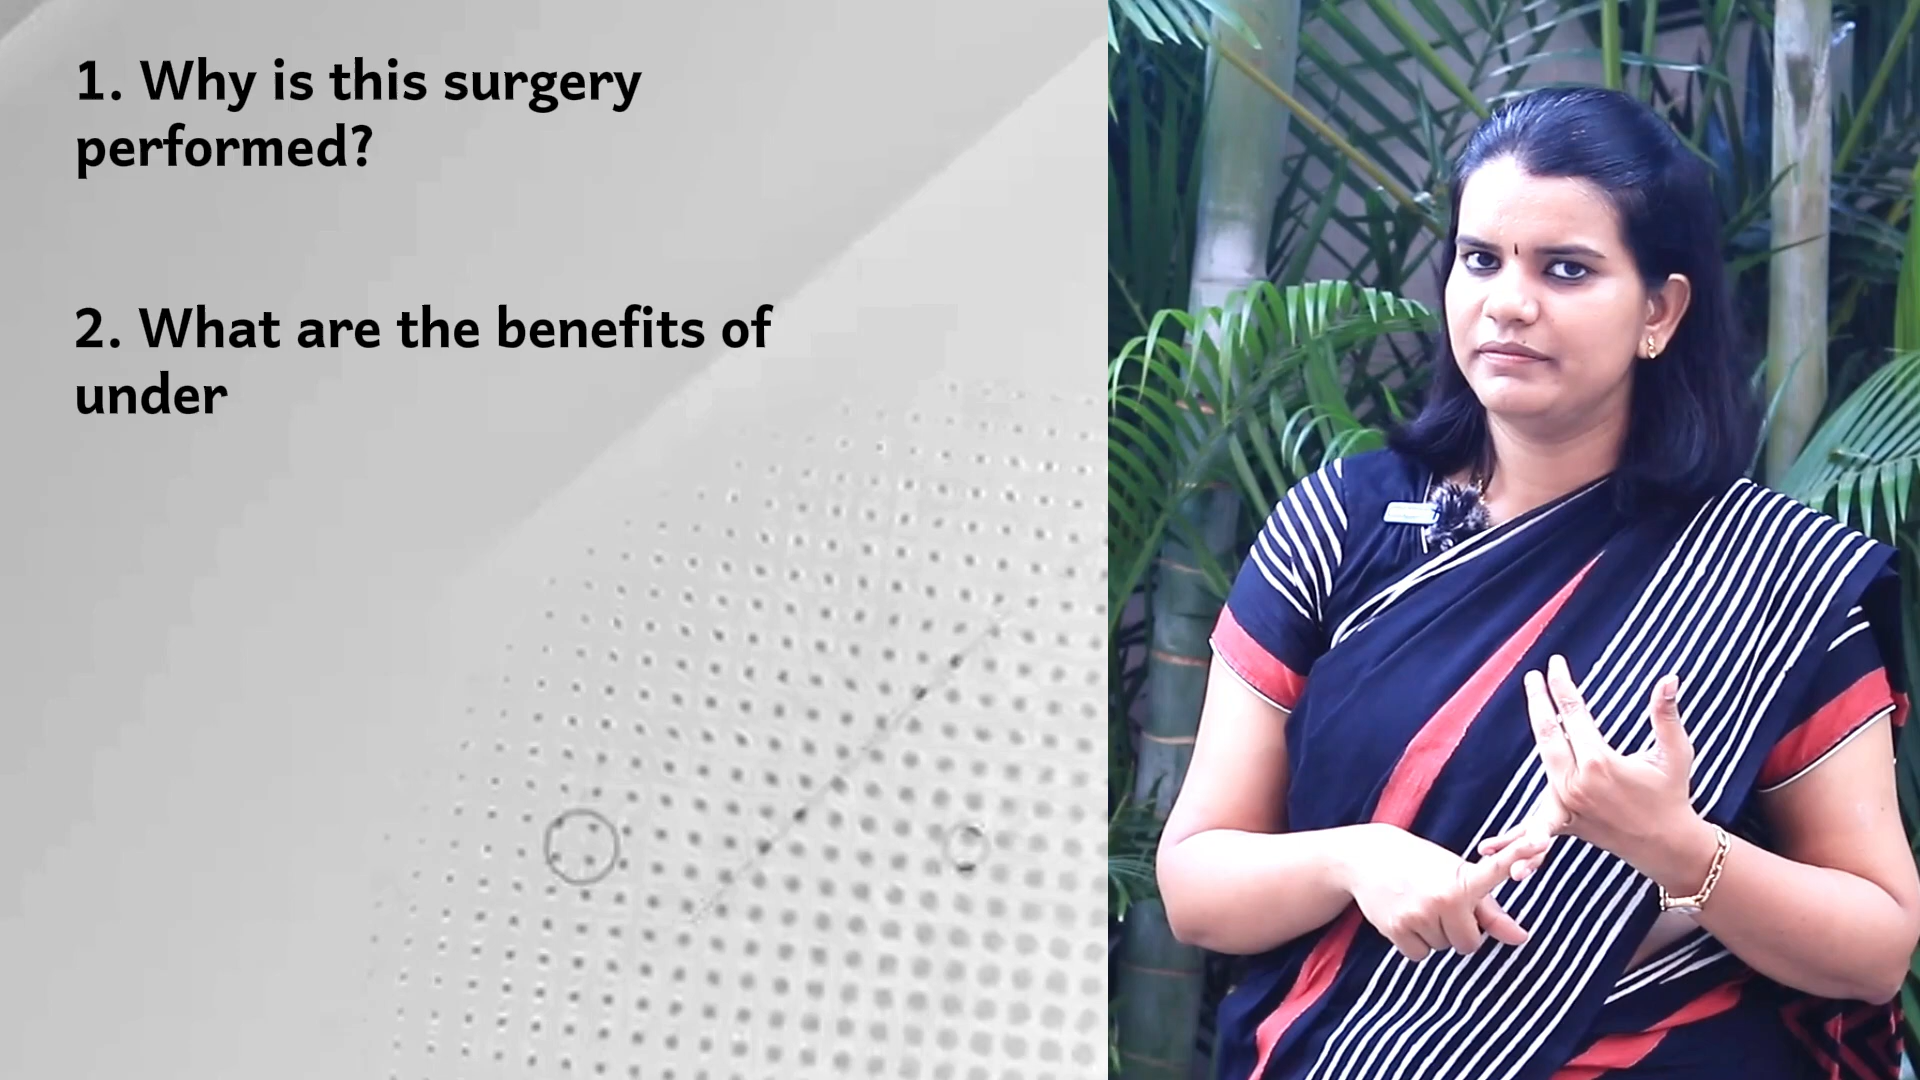 1. Why is this surgery
performed?
2. What are the benefits of
under